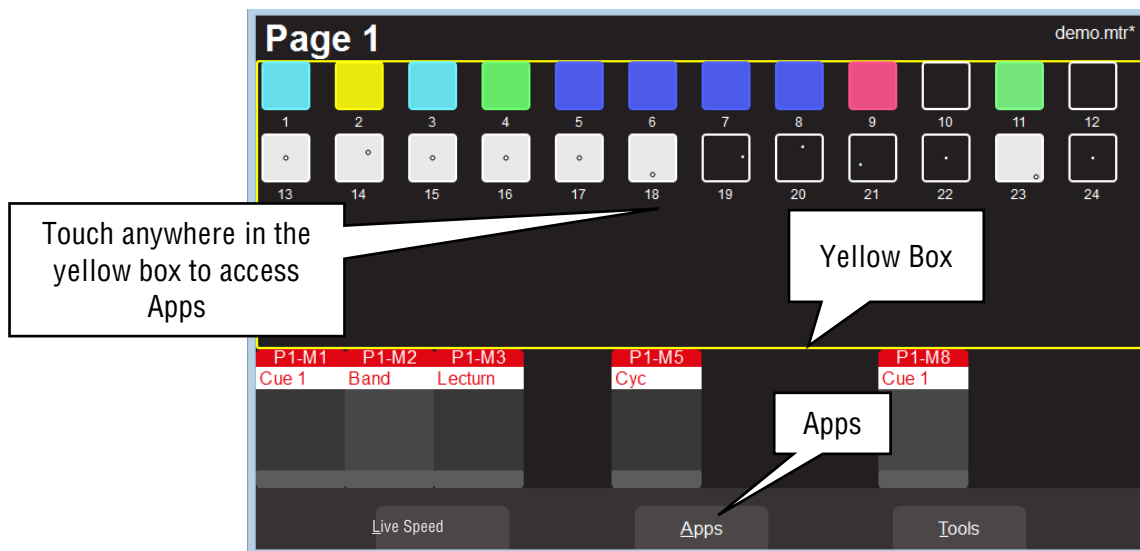 Page 1
demo.mtr*
1 2 3 4 5 6 7 8 9 10 11 12
13 14 15 16 17 18 19 20 21 22 23 24
Touch anywhere in the
yellow box to access
Apps
Yellow Box
P1-M1 P1-M2 P1-M3 P1-M5 P1-M8
Cue 1 Band Lecturn Cyc Cue 1
Apps
Live Speed Apps Tools